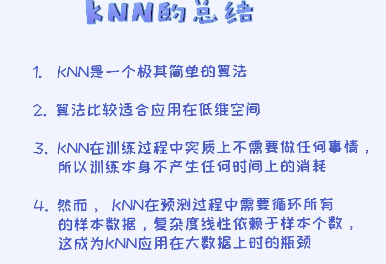 KNN的总结
1. KNN是一个极其简单的算法
2. 算法比较适合应用在低维空间
3. KNN在训练过程中实质上不需要做任何事情，
所以训练本身不产生任何时间上的消耗
4. 然而， KNN在预测过程中需要循环所有
的样本数据，复杂度线性依赖于样本个数，
这成为KNN应用在大数据上时的瓶颈